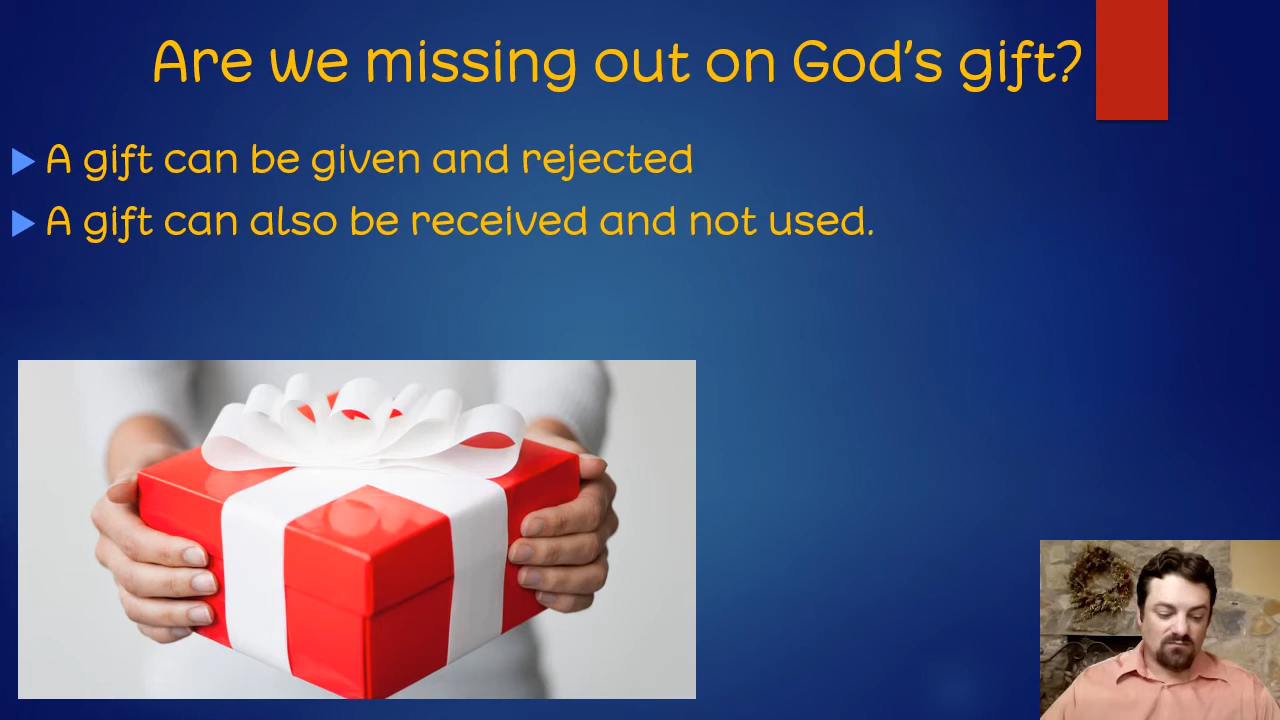 Are we missing out on God's gift?
A gift can be given and rejected
A gift can also be received and not used.